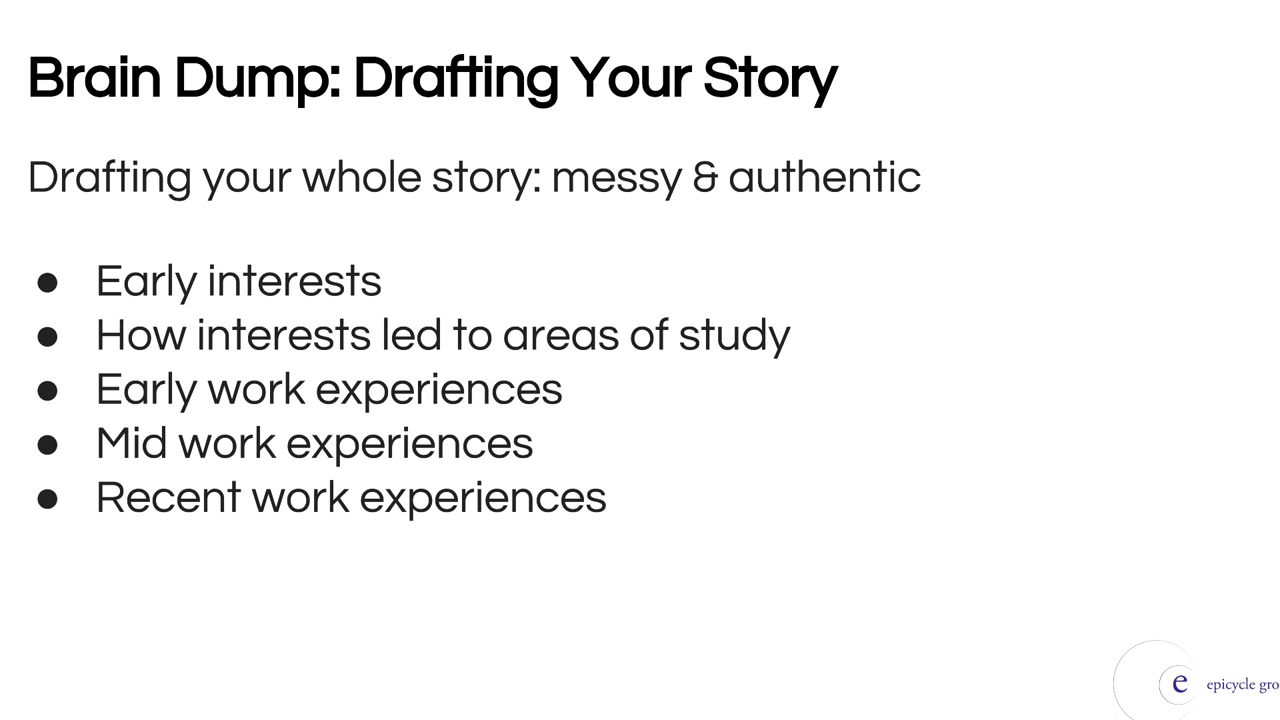 Brain Dump: Drafting Your Story
Drafting your whole story: messy & authentic
● Early interests
● How interests led to areas of study
● Early work experiences
● Mid work experiences
● Recent work experiences
e epicycle gro